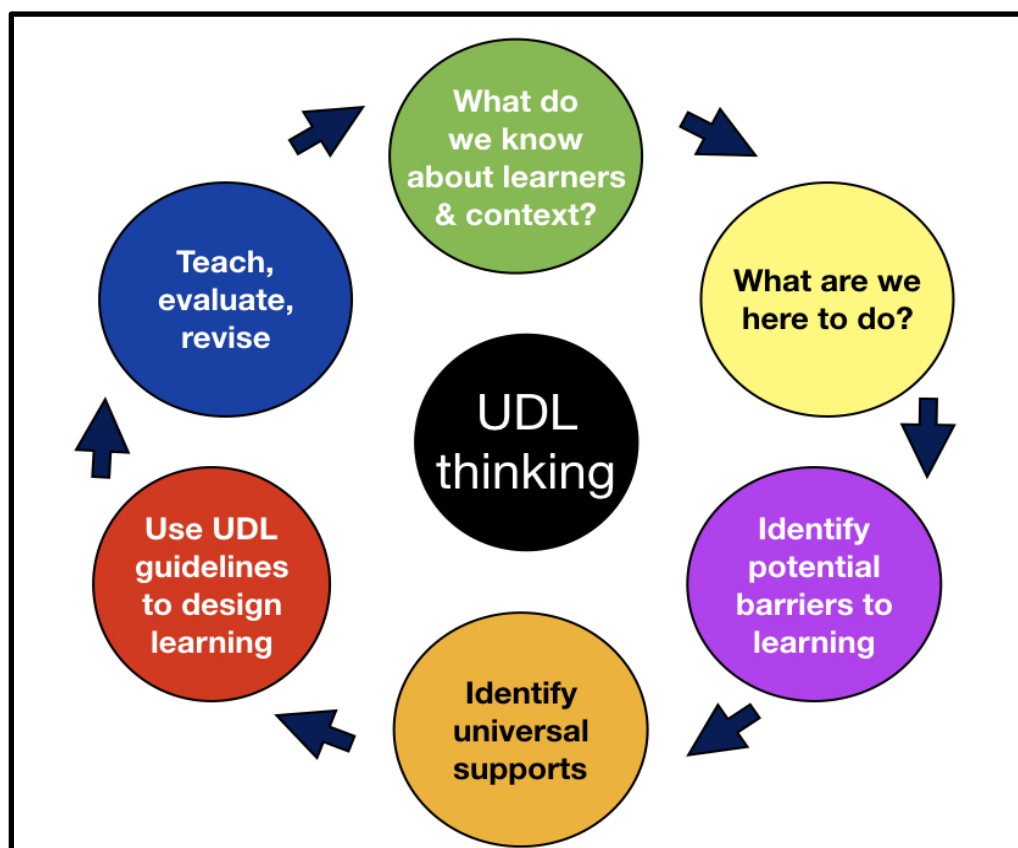 What do
we know
about learners
& context?
What are we
here to do?
Identify
potential
barriers to
learning
Identify
universal
supports
Use UDL
guidelines
to design
learning
Teach,
evaluate,
revise
UDL
thinking